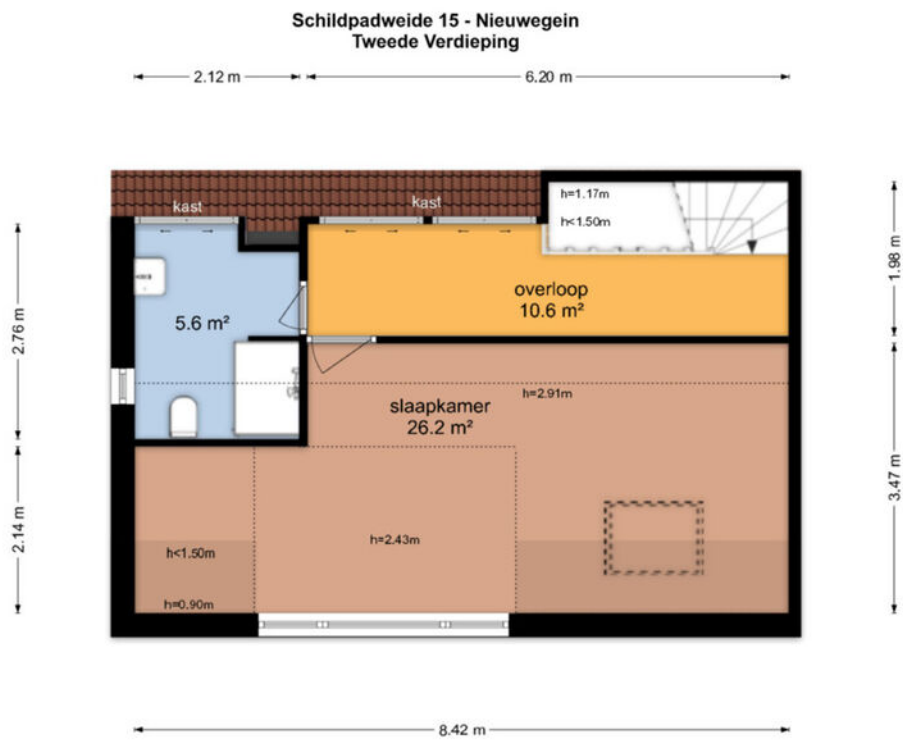 Schildpadweide 15 - Nieuwegein
Tweede Verdieping
2.12 m
6.20 m
kast
kast
h=1.17m
h<1.50m
1.98 m
overloop
10.6 m²
5.6 m²
2.76 m
h=2.91m
slaapkamer
26.2 m²
3.47 m
2.14 m
h=2.43m
h<1.50m
h=0.90m
8.42 m